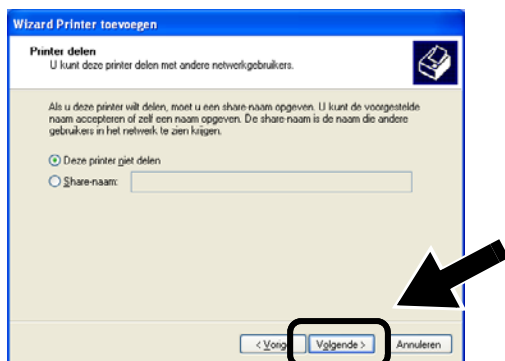 Wizard Printer toevoegen
Printer delen
U kunt deze printer delen met andere netwerkgebruikers.
Als u deze printer wilt delen, moet u een share-naam opgeven. U kunt de voorgestelde
naam accepteren of zelf een naam opgeven. De share-naam is de naam die andere
gebruikers in het netwerk te zien krijgen.
Deze printer niet delen
Share-naam:
< Vorige
Volgende >
Annuleren